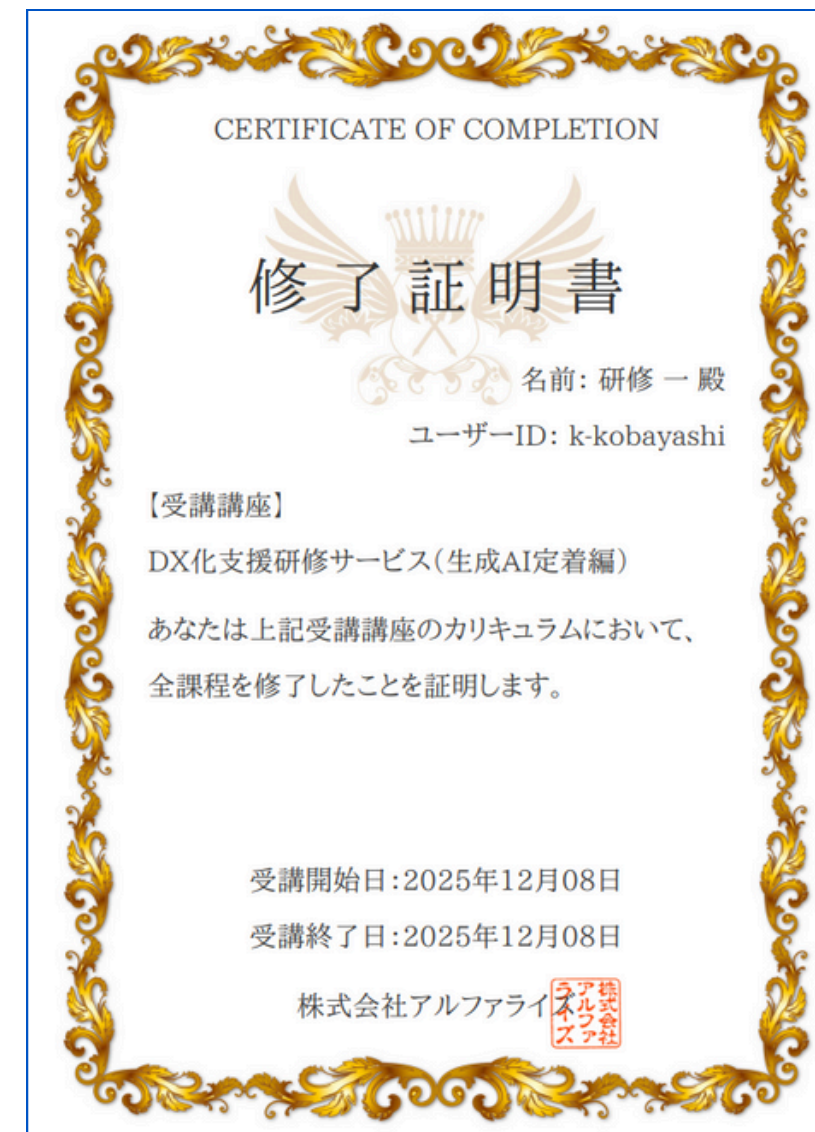 CERTIFICATE OF COMPLETION
修了証明書
名前: 研修 一 殿
ユーザーID: k-kobayashi
【受講講座】
DX化支援研修サービス(生成AI定着編)
あなたは上記受講講座のカリキュラムにおいて、
全課程を修了したことを証明します。
受講開始日:2025年12月08日
受講終了日:2025年12月08日
株式会社アルファライズ
株式会社
アルファ
ライズ